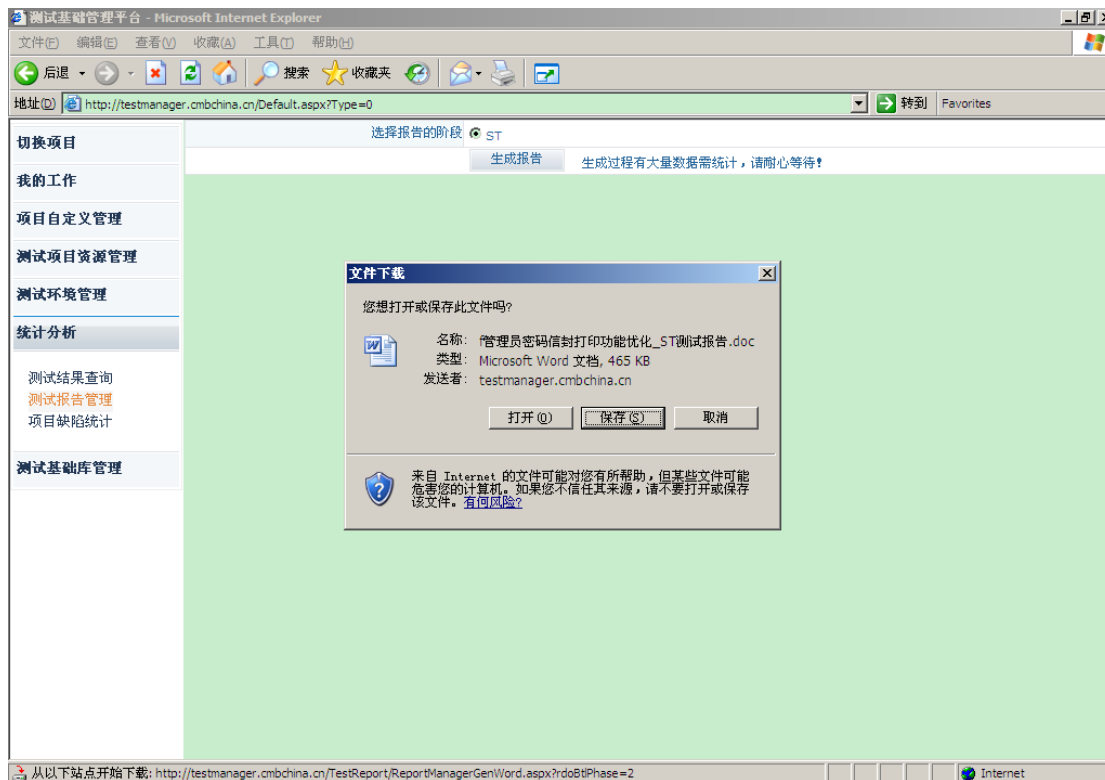 测试基础管理平台 - Microsoft Internet Explorer
文件(F) 编辑(E) 查看(V) 收藏(A) 工具(T) 帮助(H)
后退 搜索 收藏夹
地址(D) http://testmanager.cmbchina.cn/Default.aspx?Type=0 转到 Favorites
切换项目
我的工作
项目自定义管理
测试项目资源管理
测试环境管理
统计分析
测试结果查询
测试报告管理
项目缺陷统计
测试基础库管理
选择报告的阶段 ST
生成报告 生成过程有大量数据需统计，请耐心等待！
文件下载
您想打开或保存此文件吗?
名称: f管理员密码信封打印功能优化_ST测试报告.doc
类型: Microsoft Word 文档, 465 KB
发送者: testmanager.cmbchina.cn
打开(O) 保存(S) 取消
来自 Internet 的文件可能对您有所帮助，但某些文件可能
危害您的计算机。如果您不信任其来源，请不要打开或保存
该文件。有何风险?
从以下站点开始下载: http://testmanager.cmbchina.cn/TestReport/ReportManagerGenWord.aspx?rdoBtlPhase=2 Internet